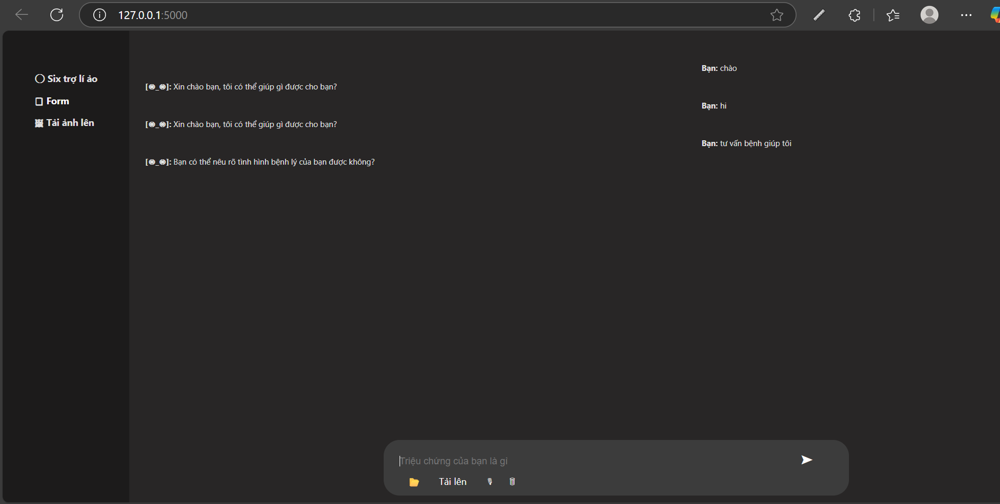 127.0.0.1:5000
Six trợ lí ảo
Form
Tải ảnh lên
Bạn: chào
[◉_◉]: Xin chào bạn, tôi có thể giúp gì được cho bạn?
Bạn: hi
[◉_◉]: Xin chào bạn, tôi có thể giúp gì được cho bạn?
Bạn: tư vấn bệnh giúp tôi
[◉_◉]: Bạn có thể nêu rõ tình hình bệnh lý của bạn được không?
Triệu chứng của bạn là gi
Tải lên